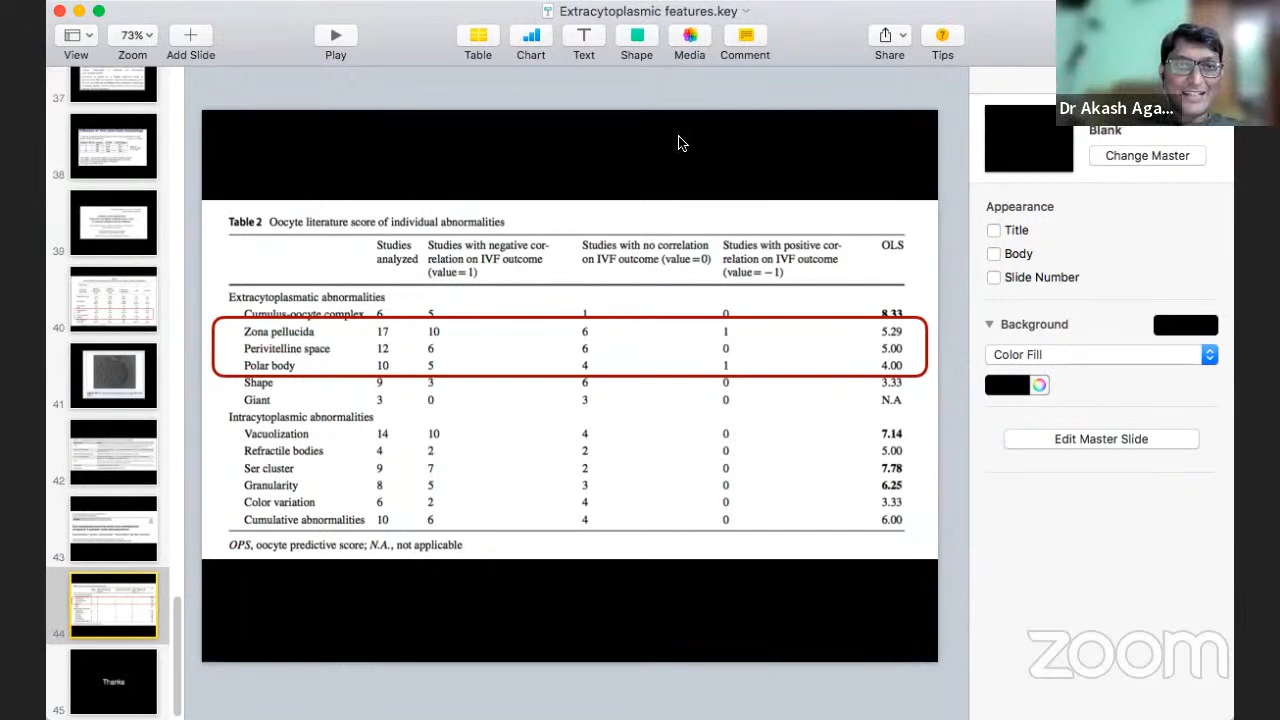 Extracytoplasmic features.key
View
73%
Zoom
Add Slide
Play
Table
Chart
Text
Shape
Media
Comment
Share
Tips
Dr Akash Aga...
37
38
39
40
41
42
43
44
Thanks
45
Table 2 Oocyte literature score of individual abnormalities
Studies analyzed Studies with negative cor- relation on IVF outcome (value=1) Studies with no correlation on IVF outcome (value=0) Studies with positive cor- relation on IVF outcome (value=−1) OLS
Extracytoplasmatic abnormalities
Cumulus-oocyte complex 6 5 1 0 8.33
Zona pellucida 17 10 6 1 5.29
Perivitelline space 12 6 6 0 5.00
Polar body 10 5 4 1 4.00
Shape 9 3 6 0 3.33
Giant 3 0 3 0 N.A
Intracytoplasmic abnormalities
Vacuolization 14 10 4 0 7.14
Refractile bodies 4 2 2 0 5.00
Ser cluster 9 7 2 0 7.78
Granularity 8 5 3 0 6.25
Color variation 6 2 4 0 3.33
Cumulative abnormalities 10 6 4 0 6.00
OPS, oocyte predictive score; N.A., not applicable
Blank
Change Master
Appearance
Title
Body
Slide Number
Background
Color Fill
Edit Master Slide
zoom